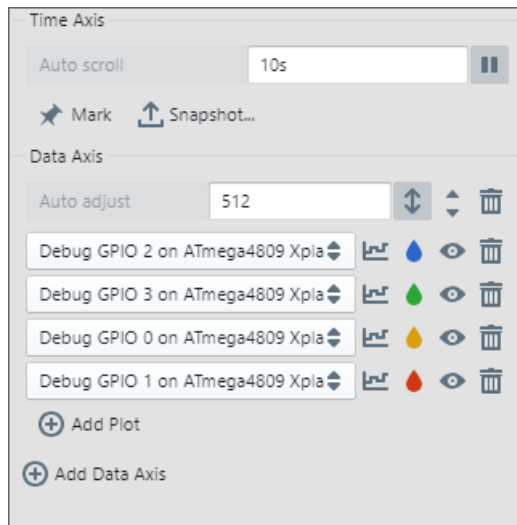 Time Axis
Auto scroll 10s
Mark Snapshot...
Data Axis
Auto adjust 512
Debug GPIO 2 on ATmega4809 Xpla
Debug GPIO 3 on ATmega4809 Xpla
Debug GPIO 0 on ATmega4809 Xpla
Debug GPIO 1 on ATmega4809 Xpla
Add Plot
Add Data Axis